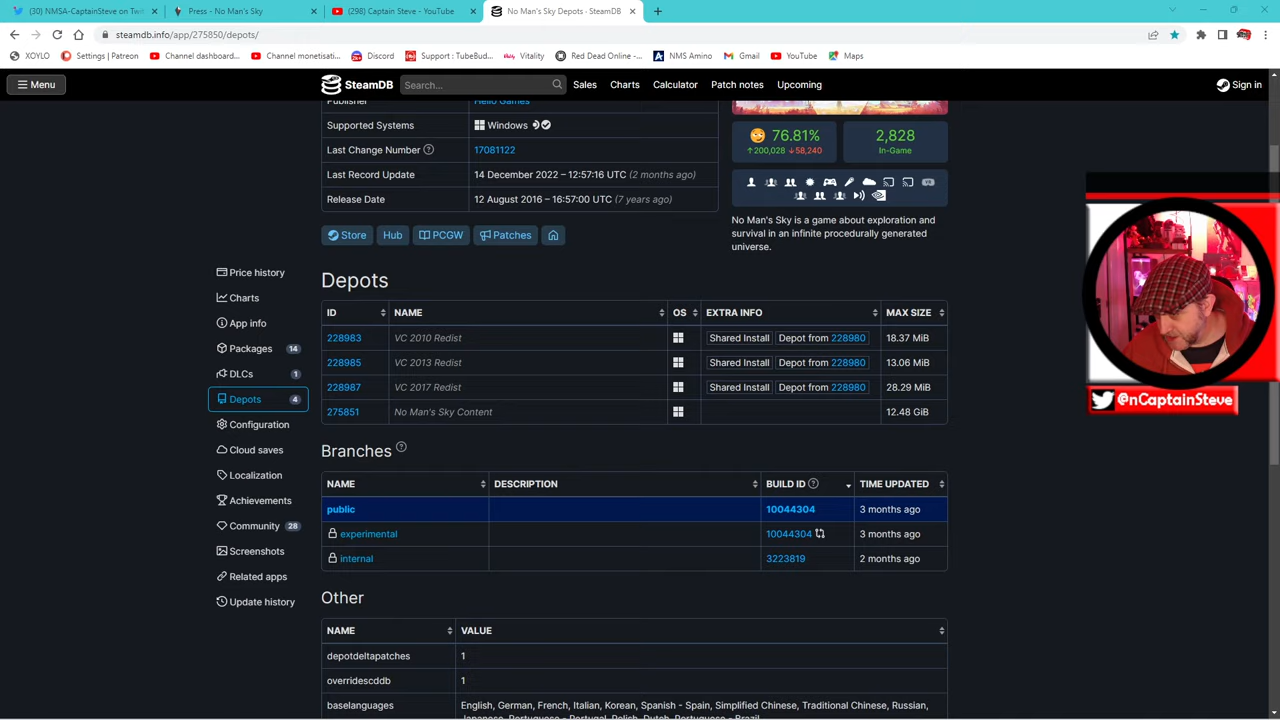 (30) NMSA-CaptainSteve on Twi
Press - No Man's Sky
(298) Captain Steve - YouTube
No Man's Sky Depots · SteamDB
steamdb.info/app/275850/depots/
XOYLO
Settings | Patreon
Channel dashboard...
Channel monetisati...
Discord
Support : TubeBud...
Vitality
Red Dead Online -...
NMS Amino
Gmail
YouTube
Maps
Menu
SteamDB
Search...
Sales
Charts
Calculator
Patch notes
Upcoming
Sign in
Publisher
Hello Games
Supported Systems
Windows
Last Change Number
17081122
Last Record Update
14 December 2022 – 12:57:16 UTC (2 months ago)
Release Date
12 August 2016 – 16:57:00 UTC (7 years ago)
76.81%
↑200,028 ↓58,240
2,828
In-Game
No Man's Sky is a game about exploration and
survival in an infinite procedurally generated
universe.
Store
Hub
PCGW
Patches
Price history
Charts
App info
Packages 14
DLCs 1
Depots 4
Configuration
Cloud saves
Localization
Achievements
Community 28
Screenshots
Related apps
Update history
Depots
ID NAME OS EXTRA INFO MAX SIZE
228983 VC 2010 Redist Shared Install Depot from 228980 18.37 MiB
228985 VC 2013 Redist Shared Install Depot from 228980 13.06 MiB
228987 VC 2017 Redist Shared Install Depot from 228980 28.29 MiB
275851 No Man's Sky Content 12.48 GiB
Branches
NAME DESCRIPTION BUILD ID TIME UPDATED
public 10044304 3 months ago
experimental 10044304 3 months ago
internal 3223819 2 months ago
Other
NAME VALUE
depotdeltapatches 1
overridescddb 1
baselanguages English, German, French, Italian, Korean, Spanish - Spain, Simplified Chinese, Traditional Chinese, Russian,
Japanese, Portuguese - Portugal, Polish, Dutch, Portuguese - Brazil
@nCaptainSteve